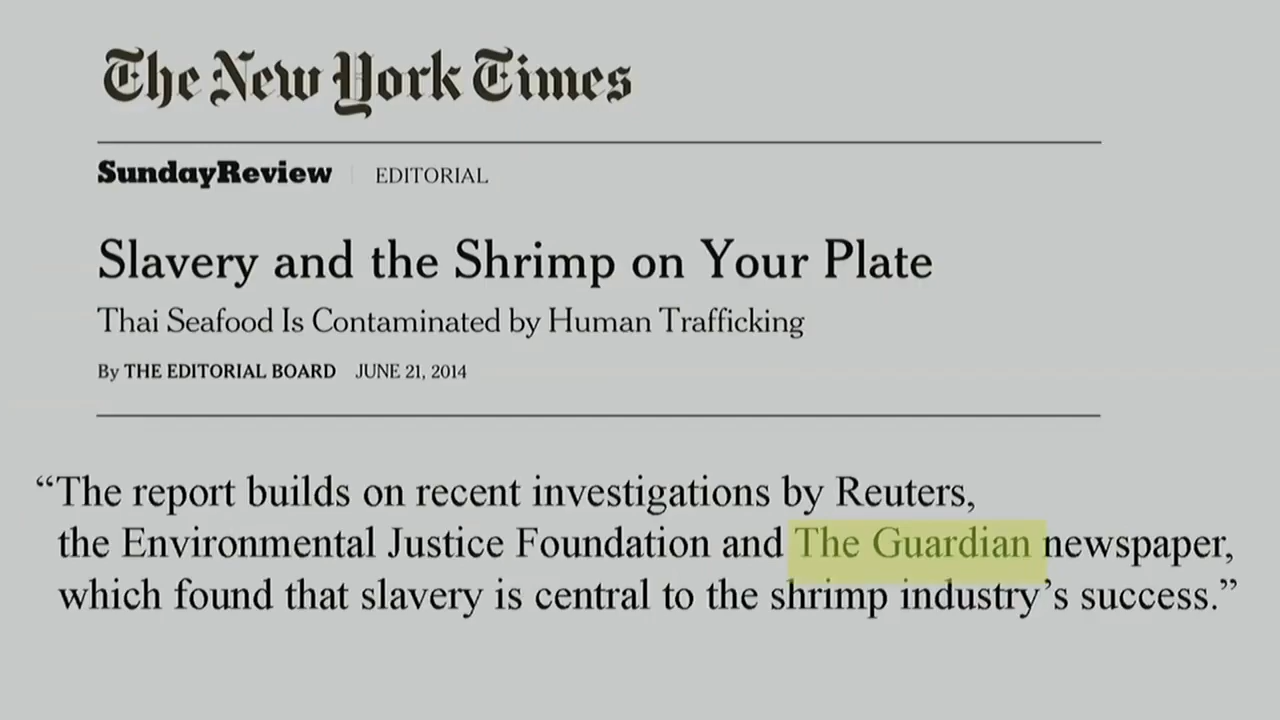 The New York Times
SundayReview | EDITORIAL
Slavery and the Shrimp on Your Plate
Thai Seafood Is Contaminated by Human Trafficking
By THE EDITORIAL BOARD JUNE 21, 2014
“The report builds on recent investigations by Reuters,
the Environmental Justice Foundation and The Guardian newspaper,
which found that slavery is central to the shrimp industry’s success.”